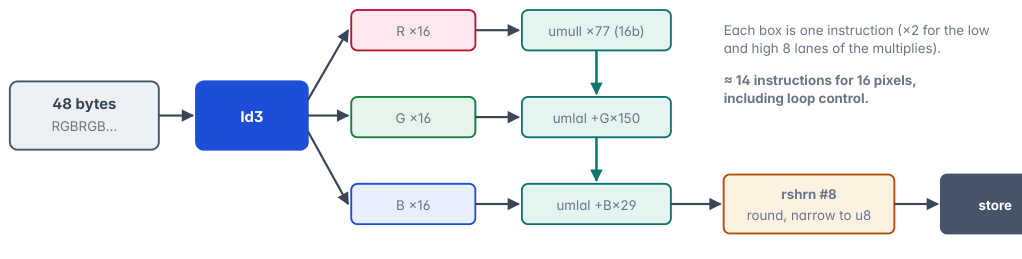 R ×16
umull ×77 (16b)
Each box is one instruction (×2 for the low
and high 8 lanes of the multiplies).
≈ 14 instructions for 16 pixels,
including loop control.
48 bytes
RGBRGB...
ld3
G ×16
umlal +G×150
B ×16
umlal +B×29
rshrn #8
round, narrow to u8
store